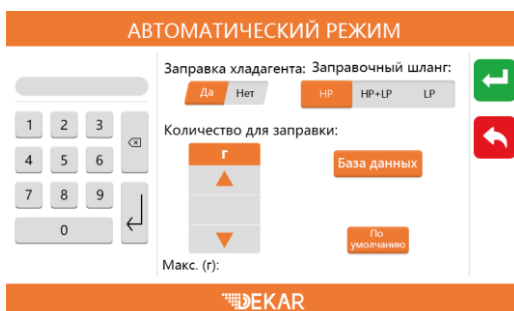 АВТОМАТИЧЕСКИЙ РЕЖИМ
Заправка хладагента: Заправочный шланг:
Да Нет HP HP+LP LP
1 2 3
Количество для заправки:
4 5 6
г
База данных
7 8 9
0
По
умолчанию
Макс. (г):
DEKAR